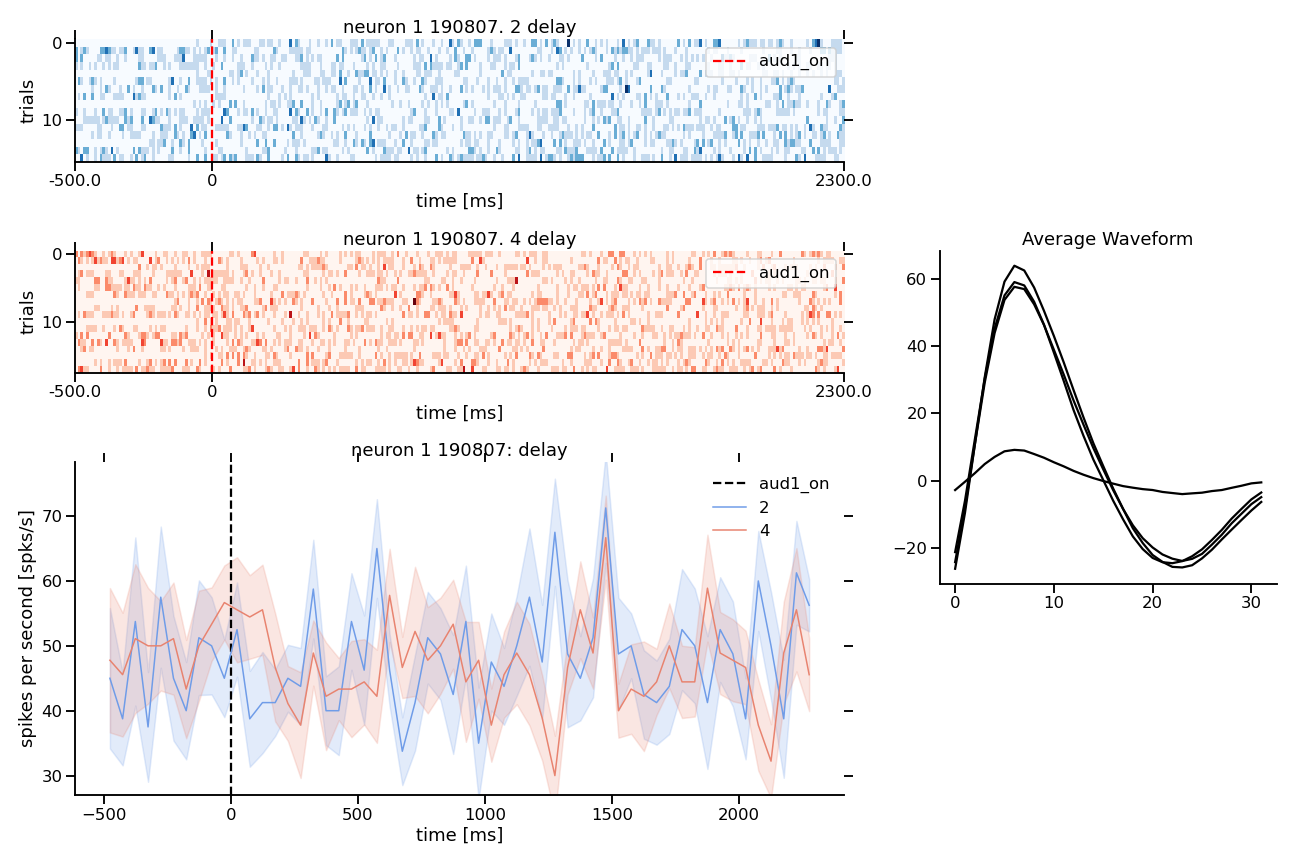 neuron 1 190807. 2 delay
trials
0
10
aud1_on
-500.0
0
2300.0
time [ms]
neuron 1 190807. 4 delay
trials
0
10
aud1_on
-500.0
0
2300.0
time [ms]
neuron 1 190807: delay
spikes per second [spks/s]
70
60
50
40
30
aud1_on
2
4
−500
0
500
1000
1500
2000
time [ms]
Average Waveform
60
40
20
0
−20
0
10
20
30